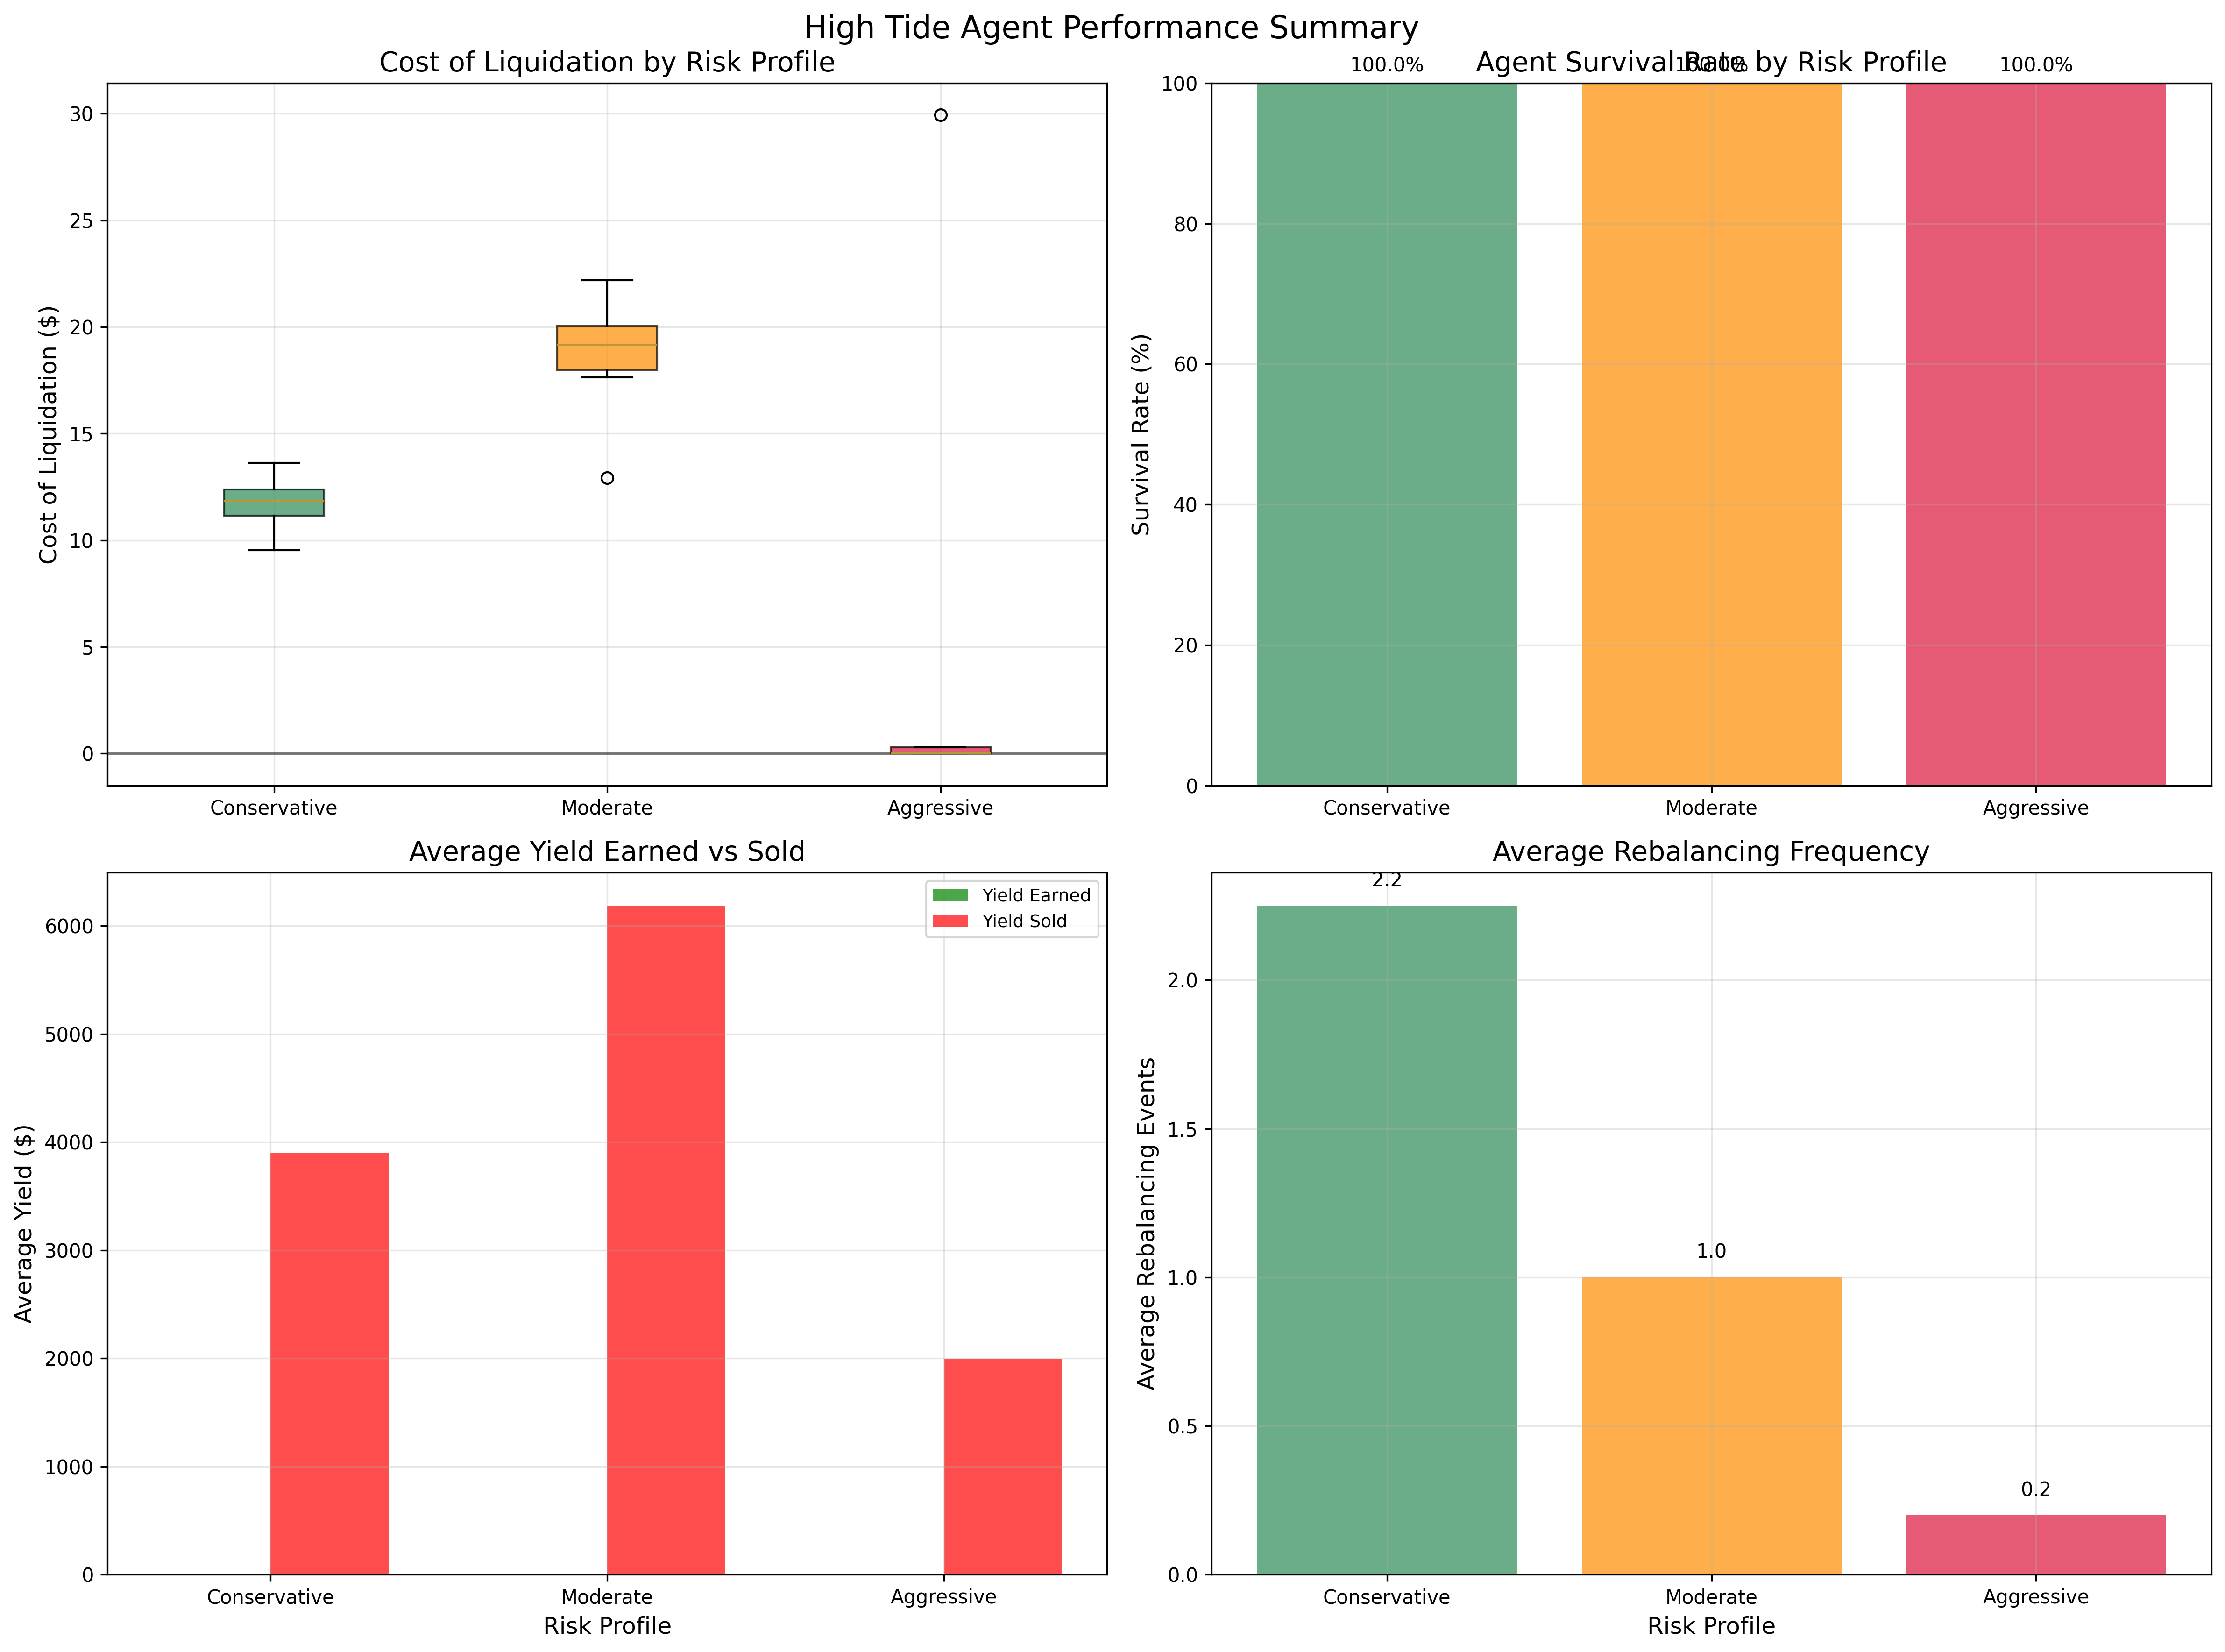 High Tide Agent Performance Summary
Cost of Liquidation by Risk Profile
Cost of Liquidation ($)
30
25
20
15
10
5
0
Conservative
Moderate
Aggressive
Agent Survival Rate by Risk Profile
100.0%
100.0%
100.0%
Survival Rate (%)
100
80
60
40
20
0
Conservative
Moderate
Aggressive
Average Yield Earned vs Sold
Yield Earned
Yield Sold
Average Yield ($)
6000
5000
4000
3000
2000
1000
0
Conservative
Moderate
Aggressive
Risk Profile
Average Rebalancing Frequency
2.2
1.0
0.2
Average Rebalancing Events
2.0
1.5
1.0
0.5
0.0
Conservative
Moderate
Aggressive
Risk Profile